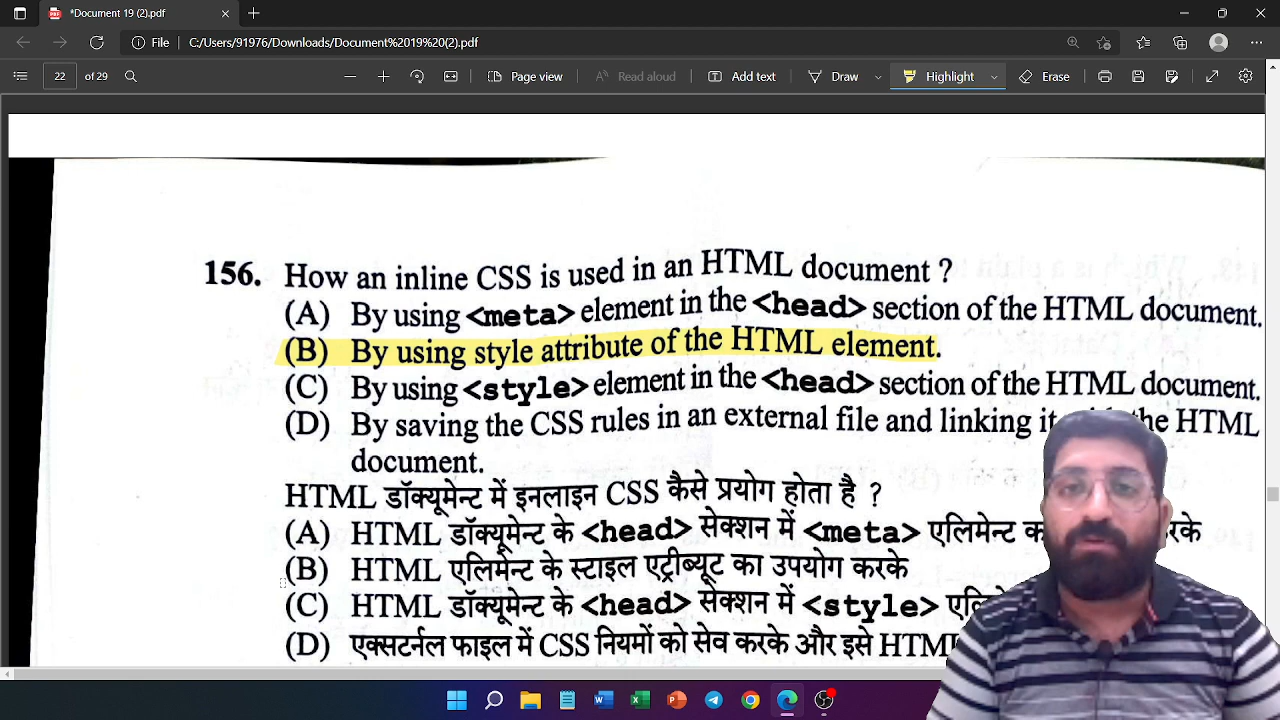 *Document 19 (2).pdf
File C:/Users/91976/Downloads/Document%2019%20(2).pdf
22 of 29 Page view Read aloud Add text Draw Highlight Erase
156. How an inline CSS is used in an HTML document ?
(A) By using <meta> element in the <head> section of the HTML document.
(B) By using style attribute of the HTML element.
(C) By using <style> element in the <head> section of the HTML document.
(D) By saving the CSS rules in an external file and linking it the HTML
document.
HTML डॉक्यूमेन्ट में इनलाइन CSS कैसे प्रयोग होता है ?
(A) HTML डॉक्यूमेन्ट के <head> सेक्शन में <meta> एलिमेन्ट
(B) HTML एलिमेन्ट के स्टाइल एट्रीब्यूट का उपयोग करके
(C) HTML डॉक्यूमेन्ट के <head> सेक्शन में <style>
(D) एक्सटर्नल फाइल में CSS नियमों को सेव करके और इसे